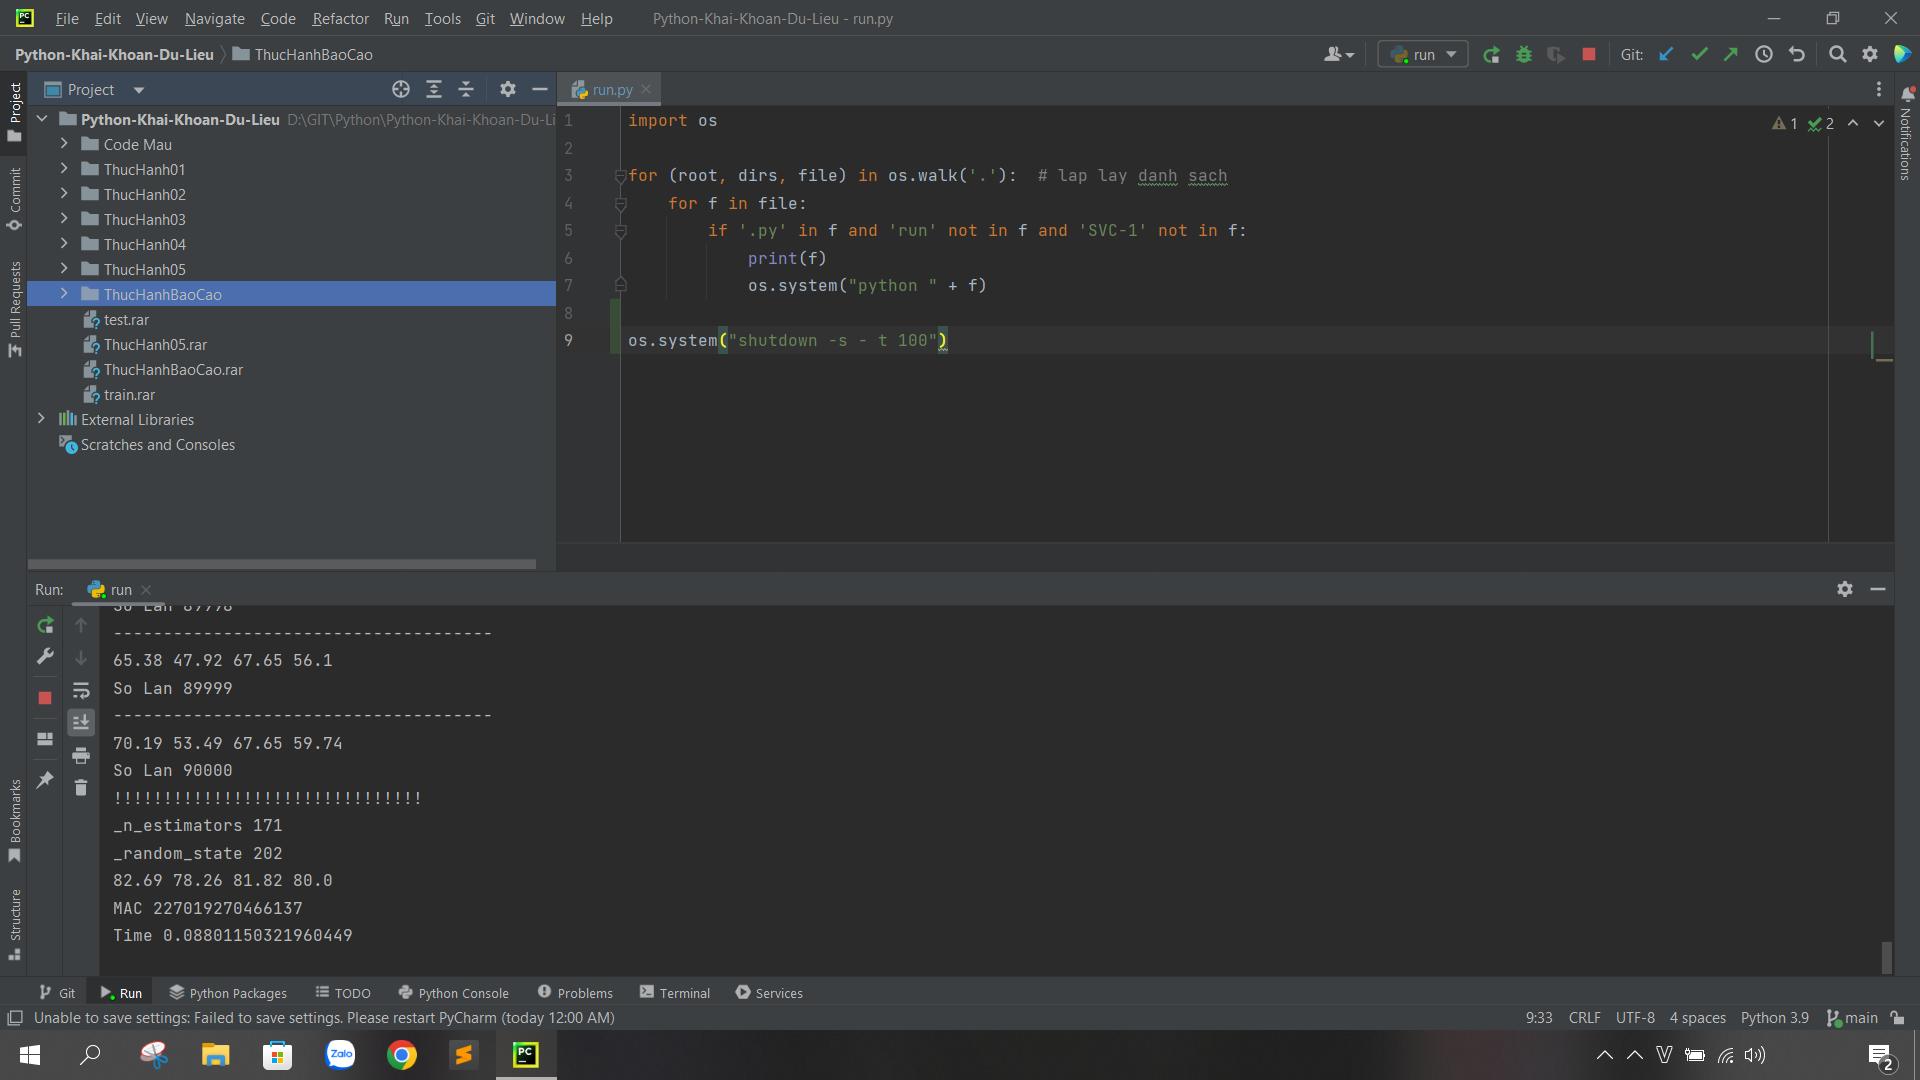 File Edit View Navigate Code Refactor Run Tools Git Window Help Python-Khai-Khoan-Du-Lieu - run.py
Python-Khai-Khoan-Du-Lieu ThucHanhBaoCao run Git:
Project
run.py
Python-Khai-Khoan-Du-Lieu D:\GIT\Python\Python-Khai-Khoan-Du-Li
Code Mau
ThucHanh01
ThucHanh02
ThucHanh03
ThucHanh04
ThucHanh05
ThucHanhBaoCao
test.rar
ThucHanh05.rar
ThucHanhBaoCao.rar
train.rar
External Libraries
Scratches and Consoles
Project
Commit
Pull Requests
Bookmarks
Structure
1 import os
2
3 for (root, dirs, file) in os.walk('.'): # lap lay danh sach
4 for f in file:
5 if '.py' in f and 'run' not in f and 'SVC-1' not in f:
6 print(f)
7 os.system("python " + f)
8
9 os.system("shutdown -s - t 100")
1 2
Notifications
Run: run
So Lan 89998
--------------------------------------
65.38 47.92 67.65 56.1
So Lan 89999
--------------------------------------
70.19 53.49 67.65 59.74
So Lan 90000
!!!!!!!!!!!!!!!!!!!!!!!!!!!!!!!
_n_estimators 171
_random_state 202
82.69 78.26 81.82 80.0
MAC 227019270466137
Time 0.08801150321960449
Git Run Python Packages TODO Python Console Problems Terminal Services
Unable to save settings: Failed to save settings. Please restart PyCharm (today 12:00 AM) 9:33 CRLF UTF-8 4 spaces Python 3.9 main
Zalo PC V 2